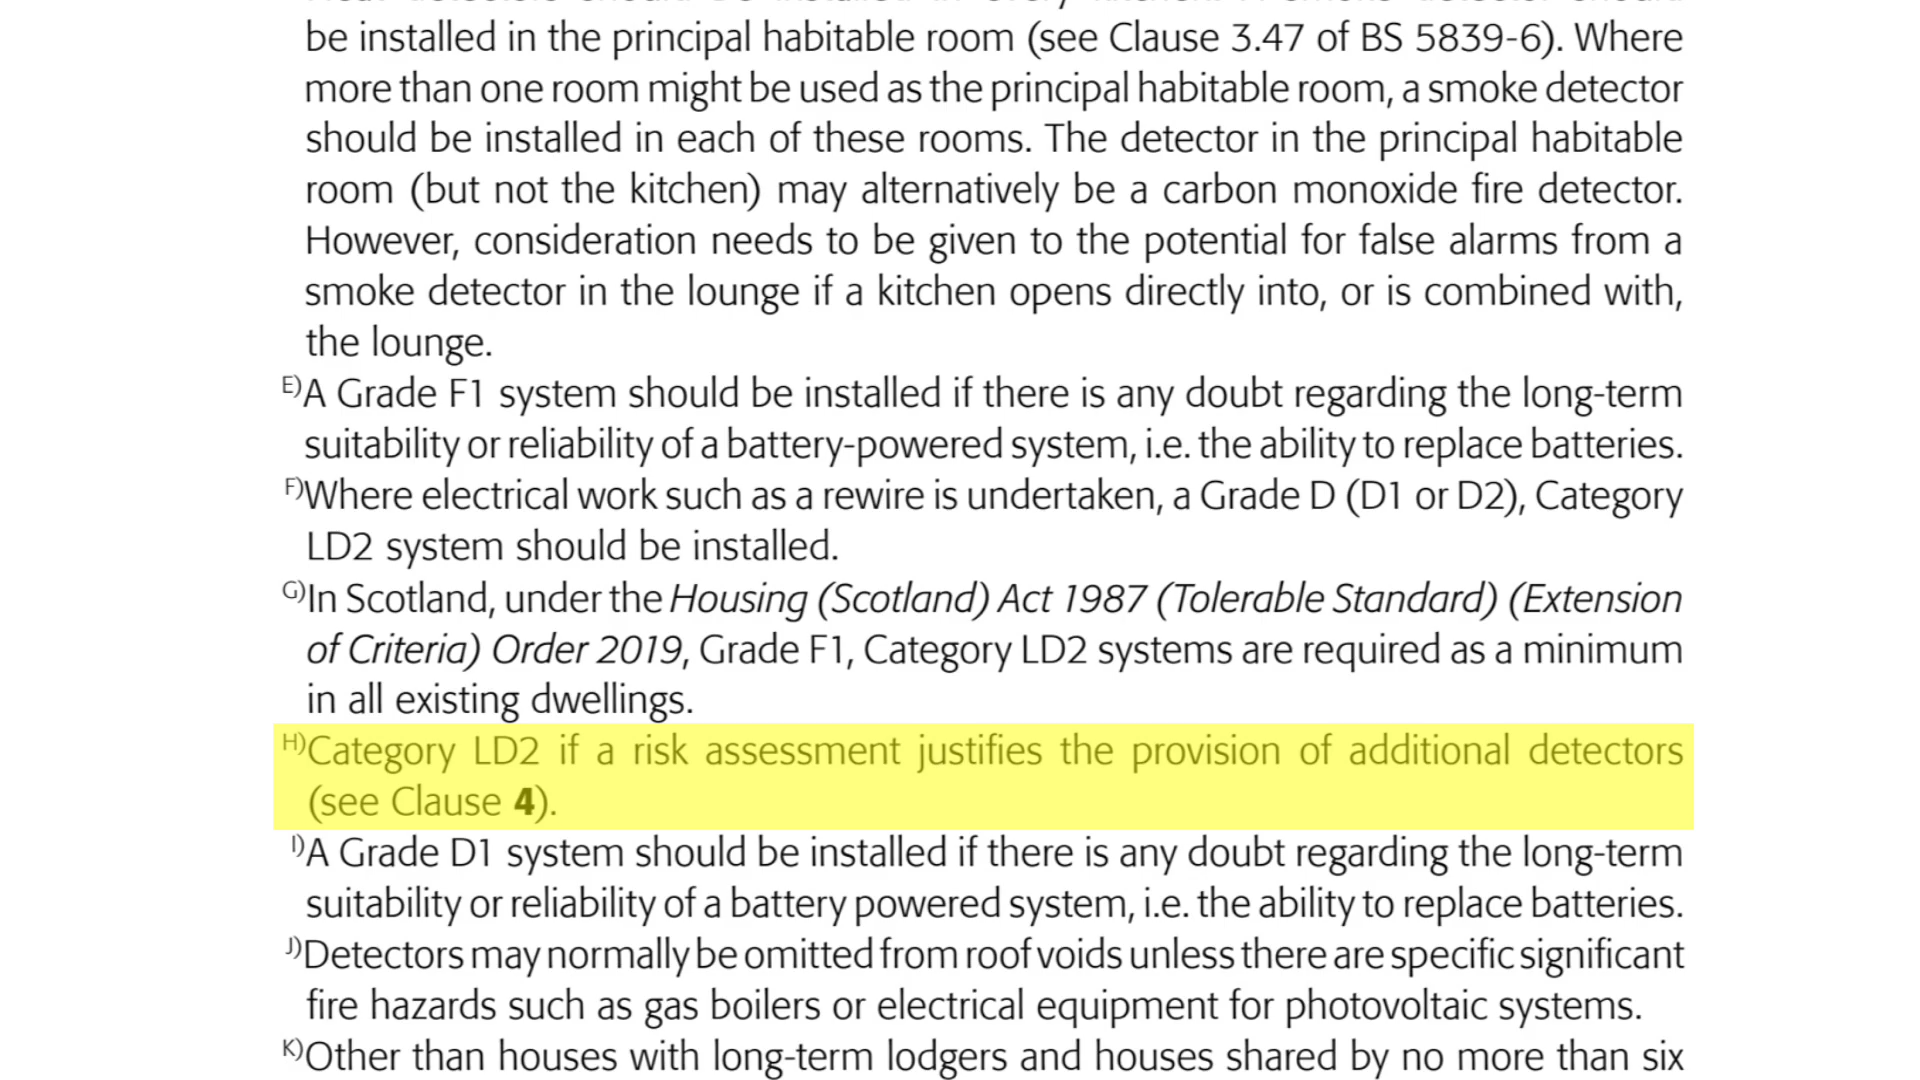 be installed in the principal habitable room (see Clause 3.47 of BS 5839-6). Where
more than one room might be used as the principal habitable room, a smoke detector
should be installed in each of these rooms. The detector in the principal habitable
room (but not the kitchen) may alternatively be a carbon monoxide fire detector.
However, consideration needs to be given to the potential for false alarms from a
smoke detector in the lounge if a kitchen opens directly into, or is combined with,
the lounge.
E)A Grade F1 system should be installed if there is any doubt regarding the long-term
suitability or reliability of a battery-powered system, i.e. the ability to replace batteries.
F)Where electrical work such as a rewire is undertaken, a Grade D (D1 or D2), Category
LD2 system should be installed.
G)In Scotland, under the Housing (Scotland) Act 1987 (Tolerable Standard) (Extension
of Criteria) Order 2019, Grade F1, Category LD2 systems are required as a minimum
in all existing dwellings.
H)Category LD2 if a risk assessment justifies the provision of additional detectors
(see Clause 4).
I)A Grade D1 system should be installed if there is any doubt regarding the long-term
suitability or reliability of a battery powered system, i.e. the ability to replace batteries.
J)Detectors may normally be omitted from roof voids unless there are specific significant
fire hazards such as gas boilers or electrical equipment for photovoltaic systems.
K)Other than houses with long-term lodgers and houses shared by no more than six